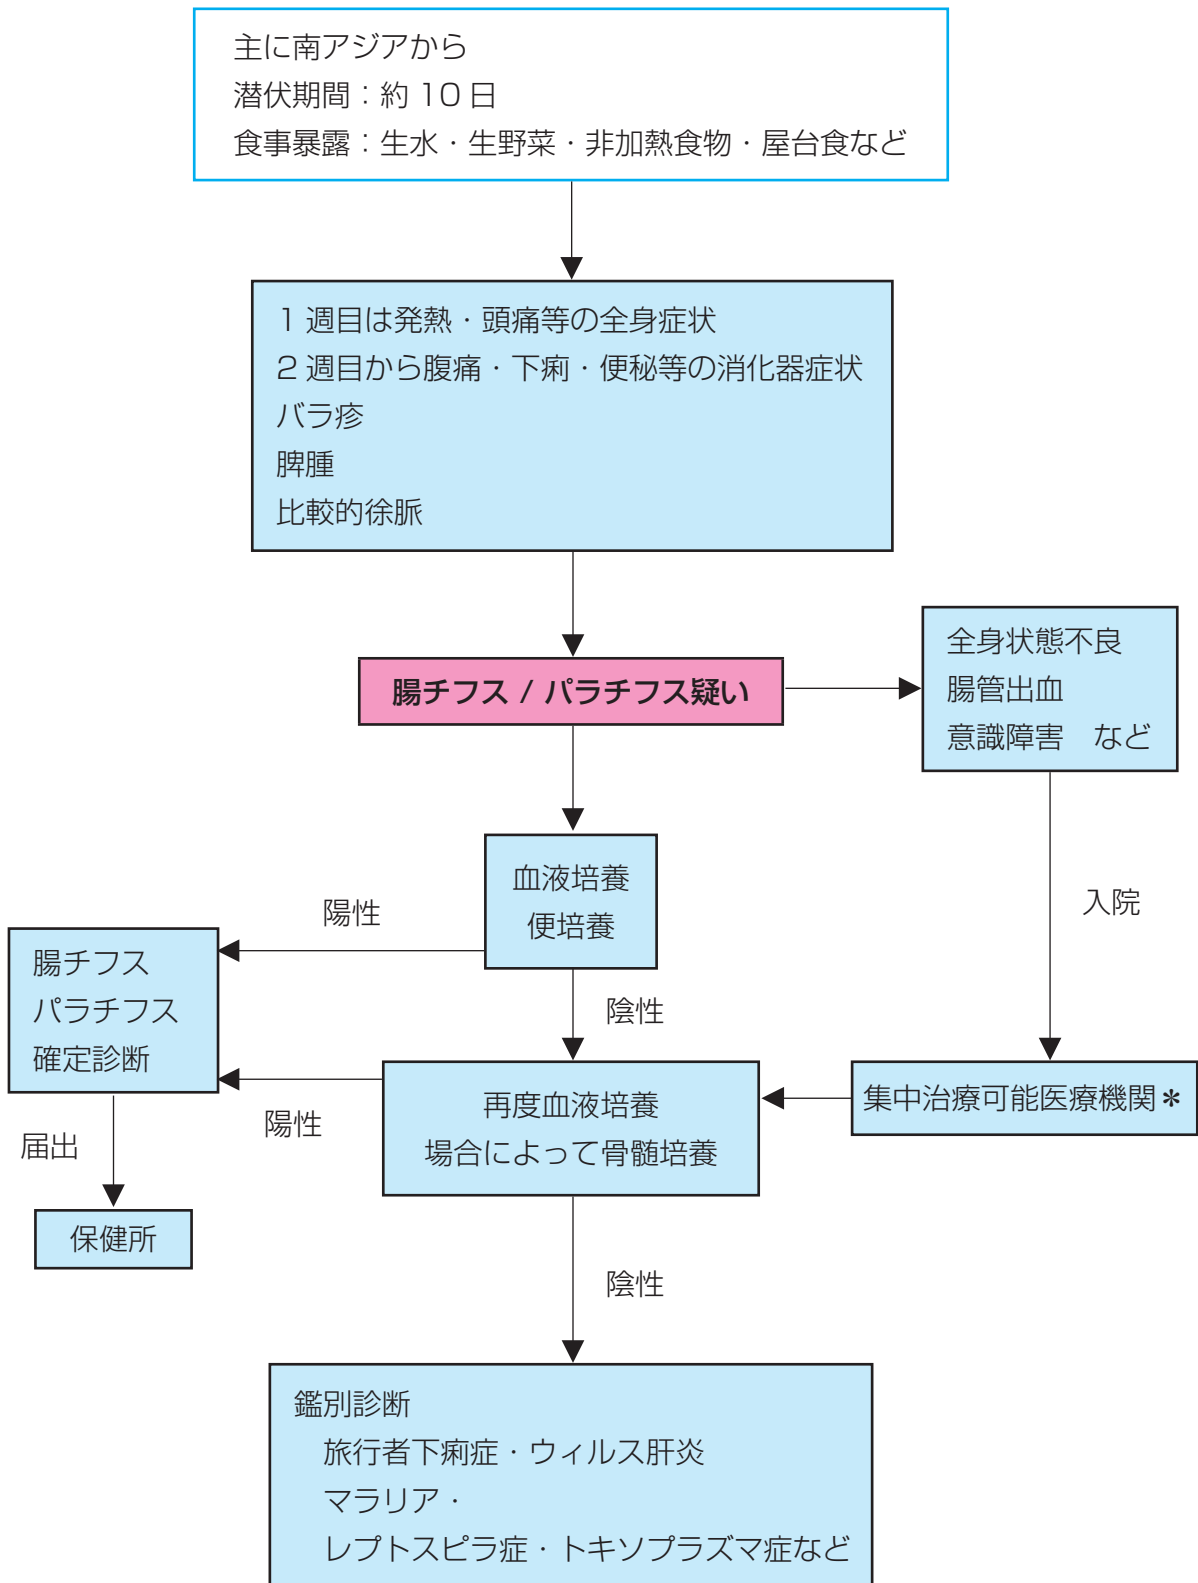 主に南アジアから
潜伏期間：約 10 日
食事暴露：生水・生野菜・非加熱食物・屋台食など
1 週目は発熱・頭痛等の全身症状
2 週目から腹痛・下痢・便秘等の消化器症状
バラ疹
脾腫
比較的徐脈
腸チフス / パラチフス疑い
全身状態不良
腸管出血
意識障害　など
血液培養
便培養
陽性
入院
腸チフス
パラチフス
確定診断
陰性
再度血液培養
場合によって骨髄培養
集中治療可能医療機関＊
陽性
届出
保健所
陰性
鑑別診断
旅行者下痢症・ウィルス肝炎
マラリア・
レプトスピラ症・トキソプラズマ症など